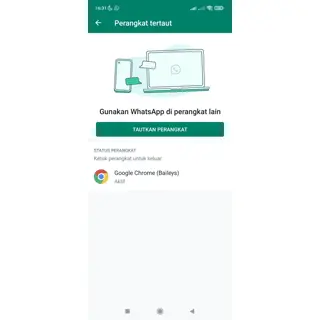 14.31
Perangkat tertaut
Gunakan WhatsApp di perangkat lain
TAUTKAN PERANGKAT
STATUS PERANGKAT
Ketuk perangkat untuk keluar.
Google Chrome (Baileys)
Aktif